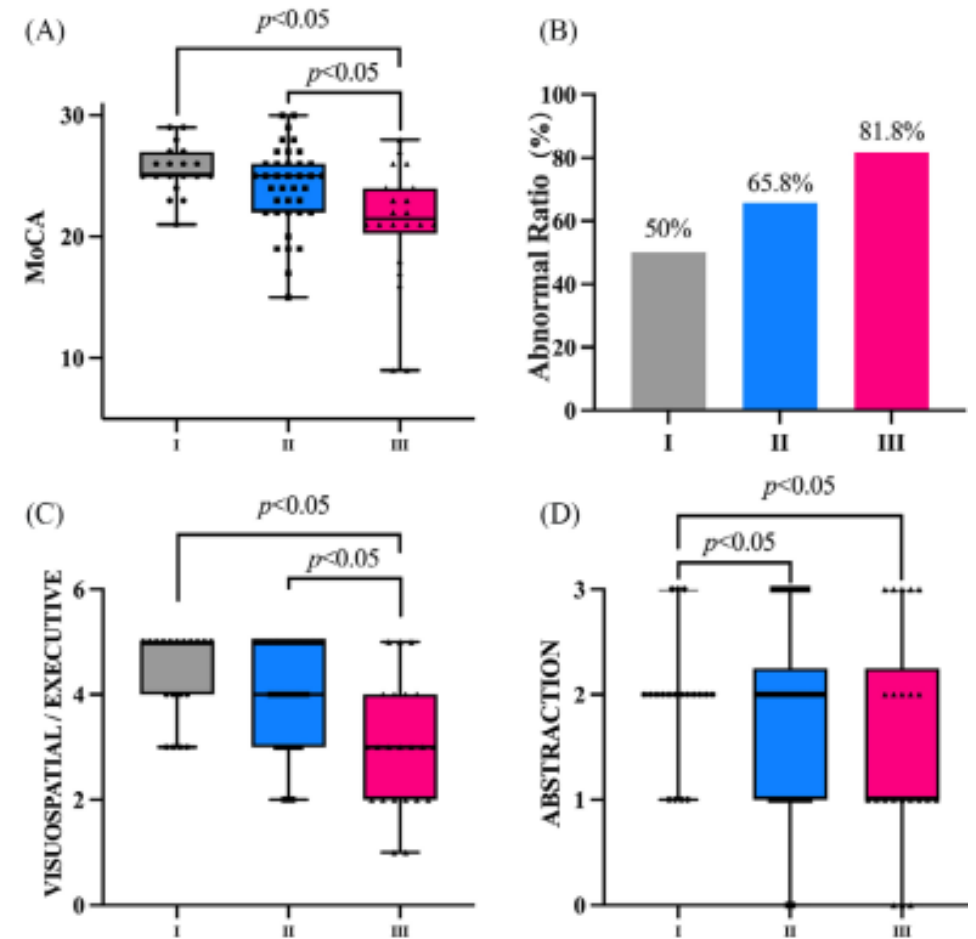 (A)
p<0.05
p<0.05
MoCA
30
20
10
I II III
(B)
Abnormal Ratio (%)
100
80
60
40
20
0
50%
65.8%
81.8%
I II III
(C)
p<0.05
p<0.05
VISUOSPATIAL / EXECUTIVE
6
4
2
0
I II III
(D)
p<0.05
p<0.05
ABSTRACTION
3
2
1
0
I II III